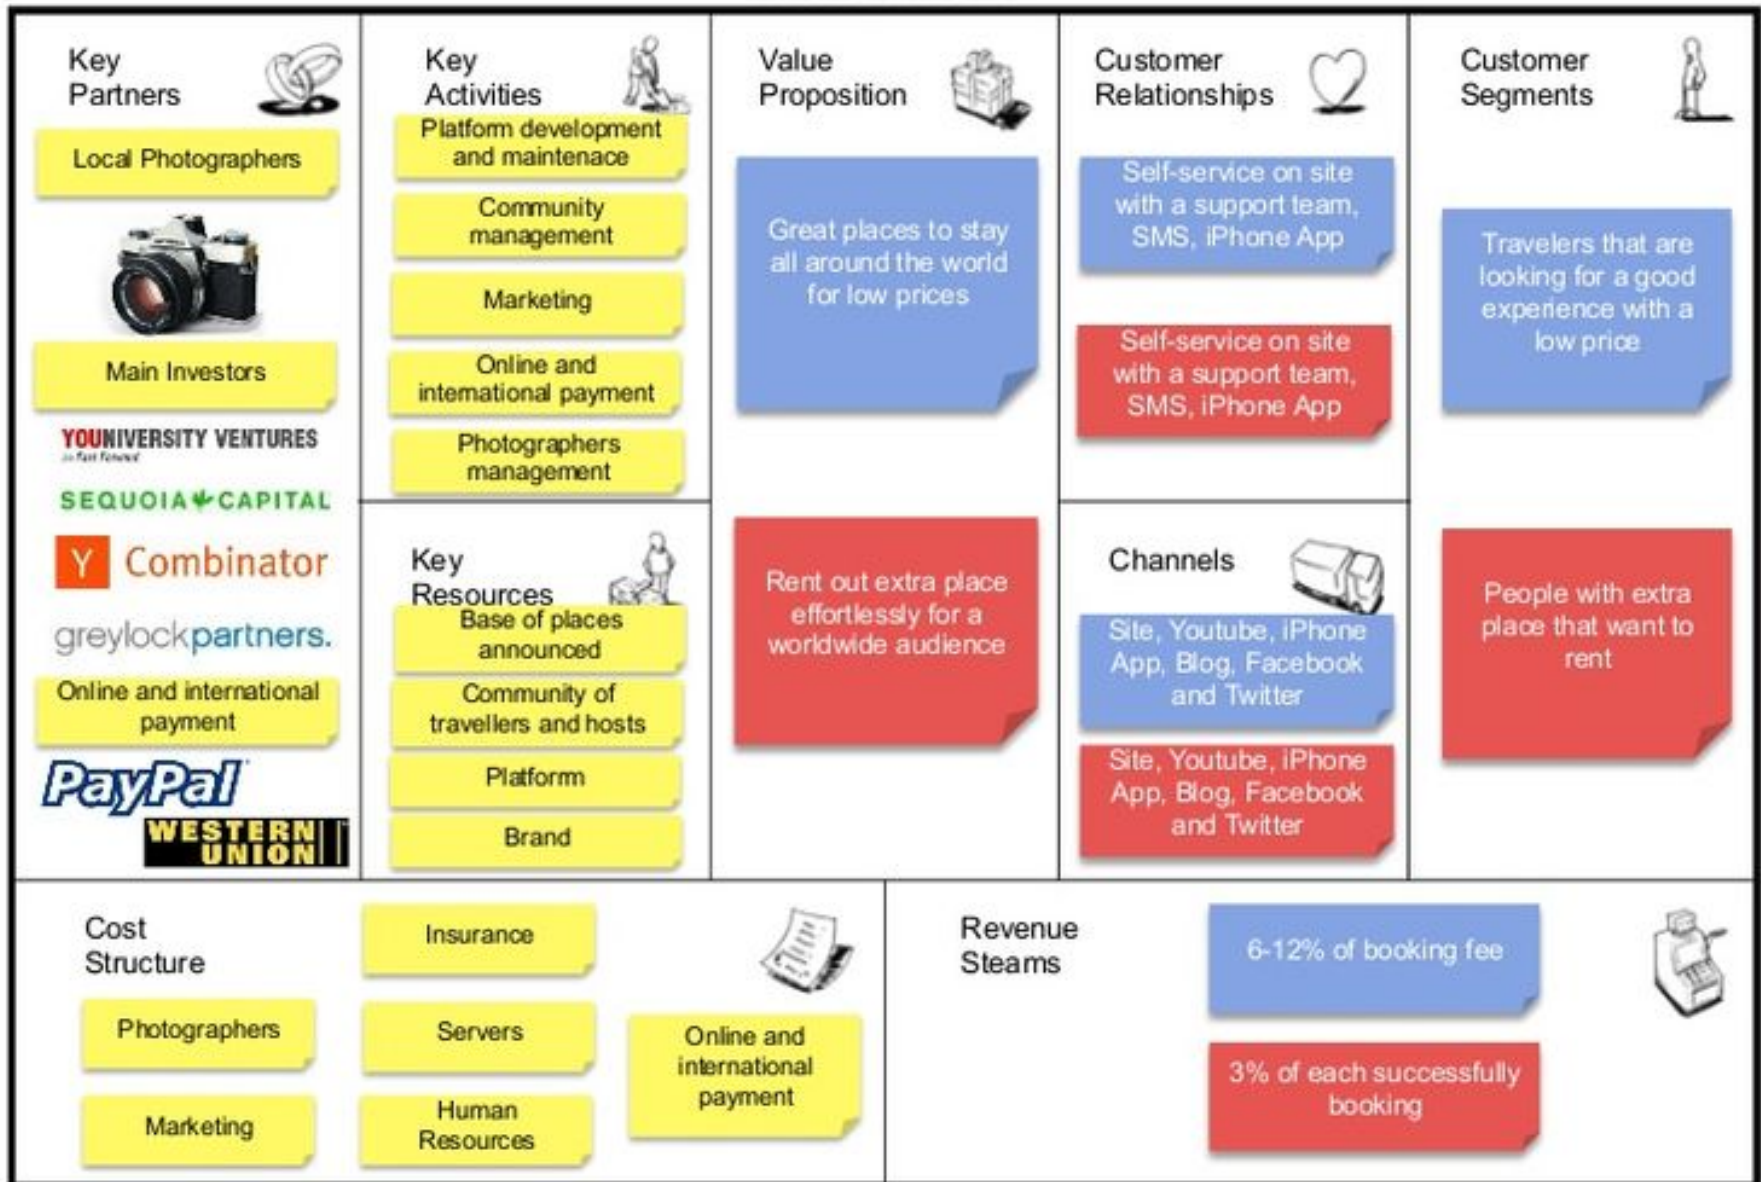 Key
Partners
Local Photographers
Main Investors
YOUNIVERSITY VENTURES
SEQUOIA CAPITAL
Y Combinator
greylockpartners.
Online and international
payment
PayPal
WESTERN
UNION
Key
Activities
Platform development
and maintenace
Community
management
Marketing
Online and
international payment
Photographers
management
Key
Resources
Base of places
announced
Community of
travellers and hosts
Platform
Brand
Value
Proposition
Great places to stay
all around the world
for low prices
Rent out extra place
effortlessly for a
worldwide audience
Customer
Relationships
Self-service on site
with a support team,
SMS, iPhone App
Self-service on site
with a support team,
SMS, iPhone App
Channels
Site, Youtube, iPhone
App, Blog, Facebook
and Twitter
Site, Youtube, iPhone
App, Blog, Facebook
and Twitter
Customer
Segments
Travelers that are
looking for a good
experience with a
low price
People with extra
place that want to
rent
Cost
Structure
Insurance
Photographers
Servers
Online and
international
payment
Marketing
Human
Resources
Revenue
Steams
6-12% of booking fee
3% of each successfully
booking